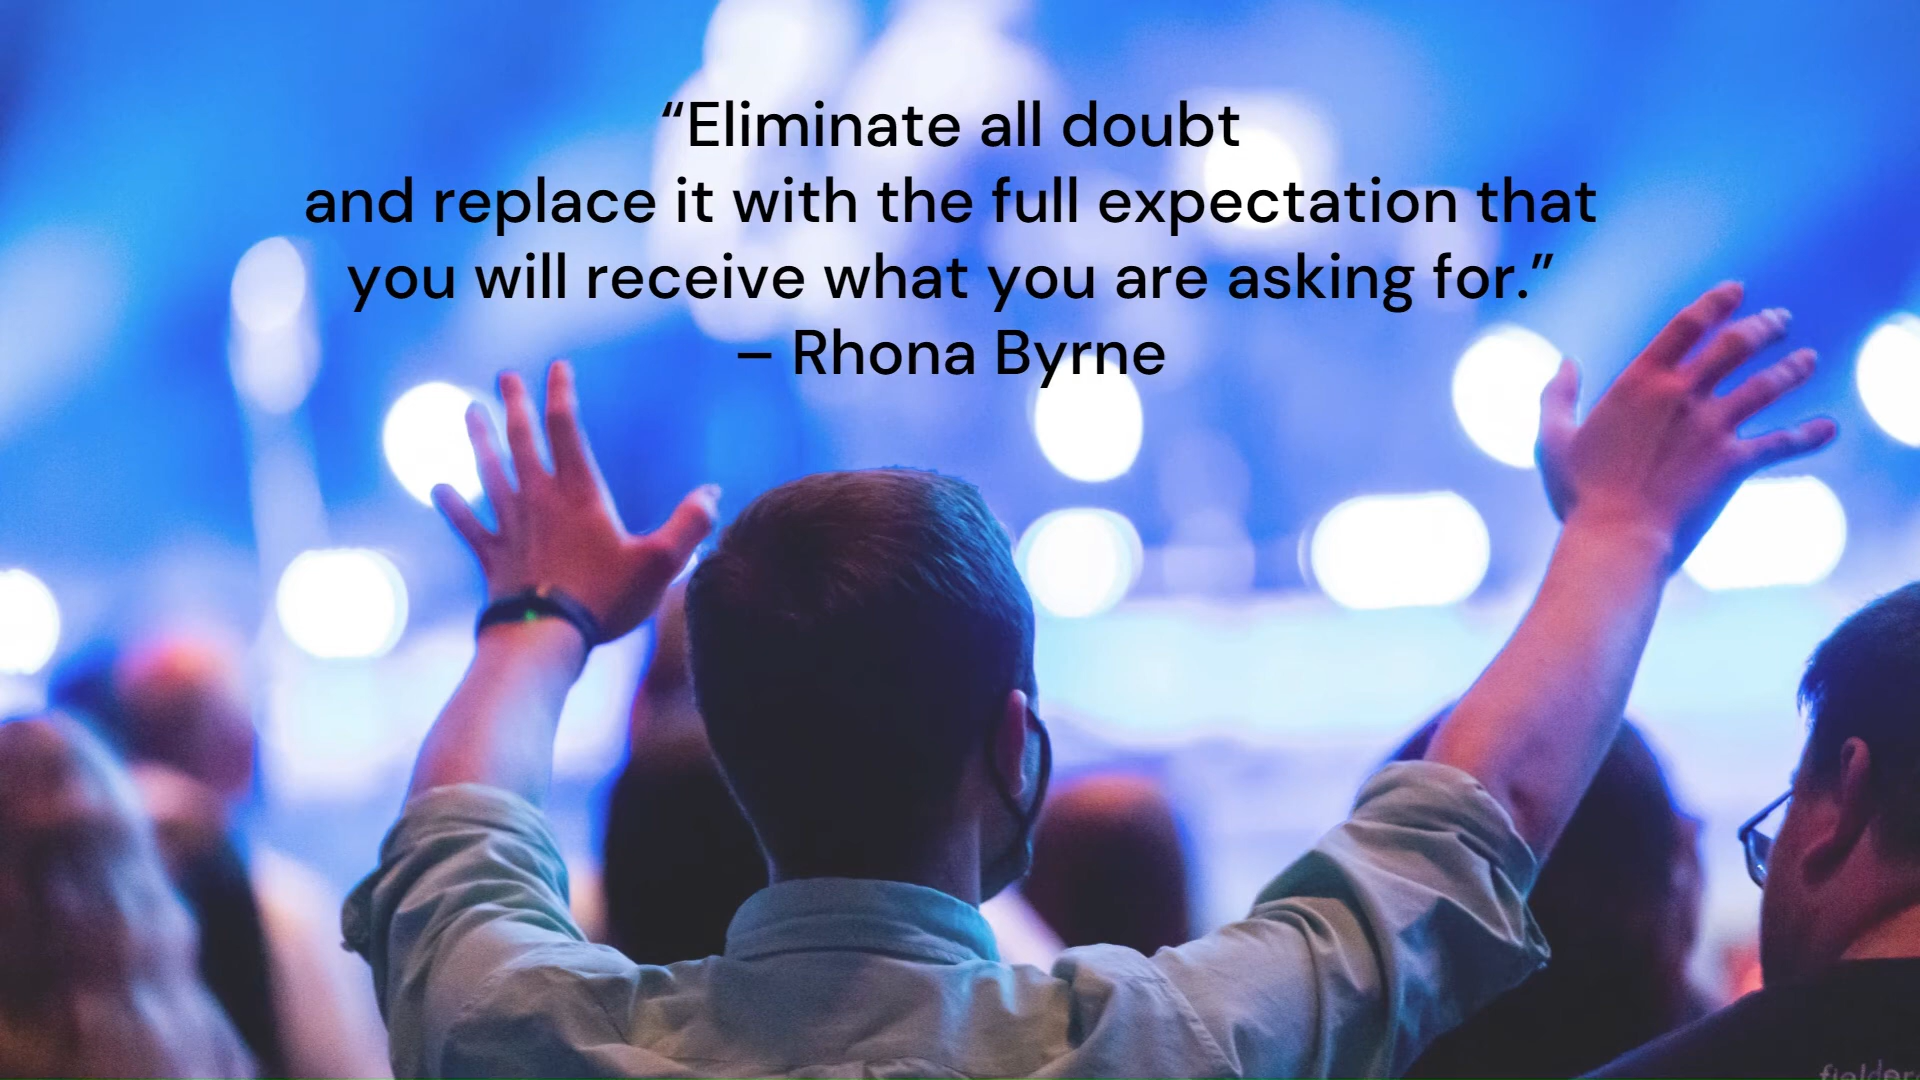 “Eliminate all doubt
and replace it with the full expectation that
you will receive what you are asking for.”
– Rhona Byrne